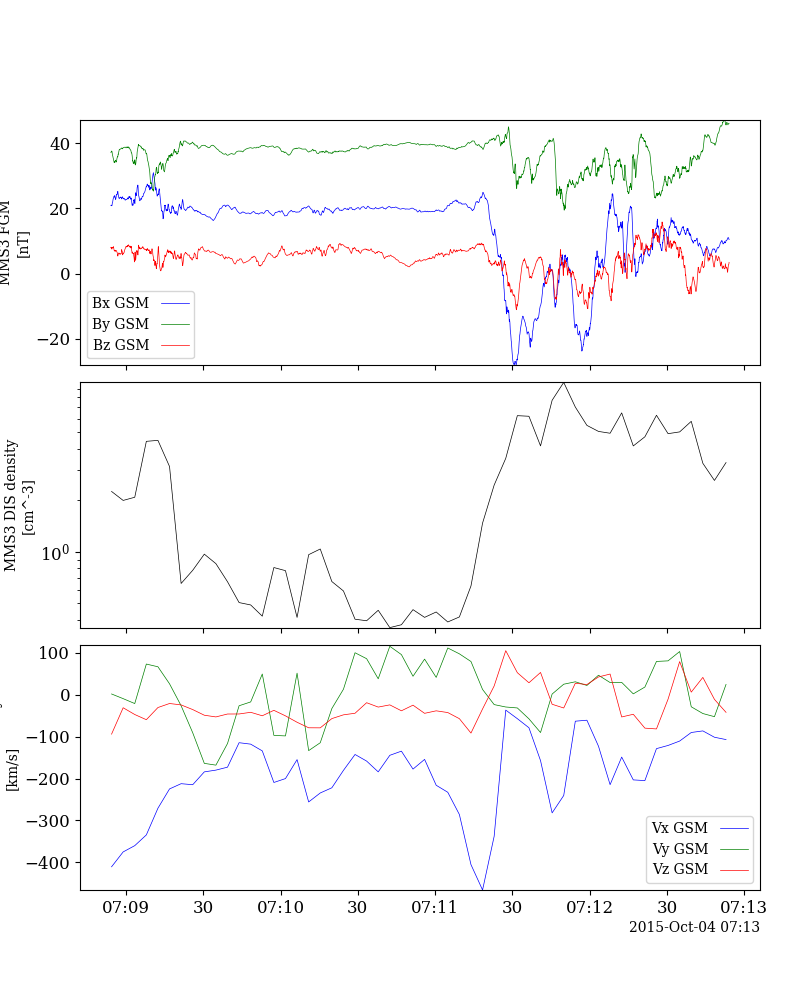 40
20
0
−20
MMS3 FGM
[nT]
Bx GSM
By GSM
Bz GSM
10⁰
MMS3 DIS density
[cm^-3]
100
0
−100
−200
−300
−400
[km/s]
Vx GSM
Vy GSM
Vz GSM
07:09 30 07:10 30 07:11 30 07:12 30 07:13
2015-Oct-04 07:13